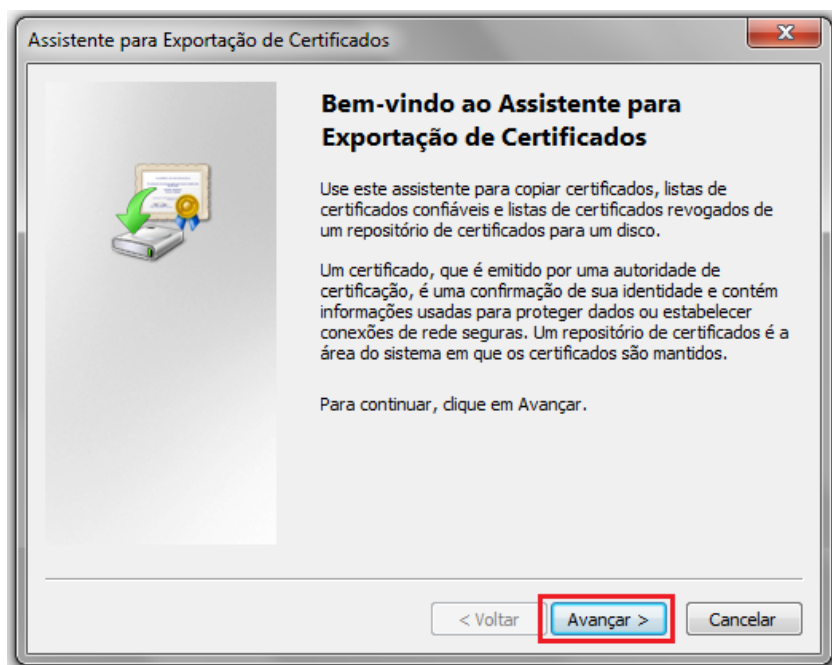 Assistente para Exportação de Certificados
Bem-vindo ao Assistente para
Exportação de Certificados
Use este assistente para copiar certificados, listas de
certificados confiáveis e listas de certificados revogados de
um repositório de certificados para um disco.
Um certificado, que é emitido por uma autoridade de
certificação, é uma confirmação de sua identidade e contém
informações usadas para proteger dados ou estabelecer
conexões de rede seguras. Um repositório de certificados é a
área do sistema em que os certificados são mantidos.
Para continuar, clique em Avançar.
< Voltar Avançar > Cancelar